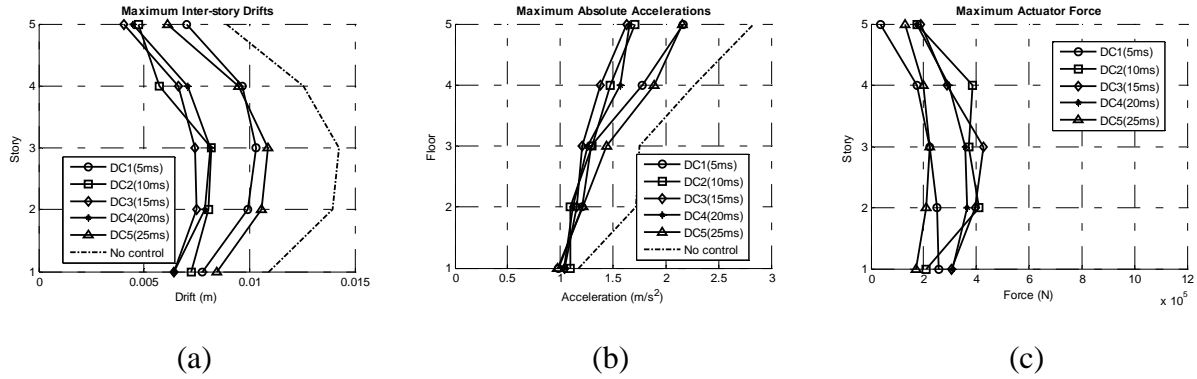 Maximum Inter-story Drifts
5
4
3
2
1
Story
0
0.005
0.01
0.015
Drift (m)
DC1(5ms)
DC2(10ms)
DC3(15ms)
DC4(20ms)
DC5(25ms)
No control
(a)
Maximum Absolute Accelerations
5
4
3
2
1
Floor
0
0.5
1
1.5
2
2.5
3
Acceleration (m/s²)
DC1(5ms)
DC2(10ms)
DC3(15ms)
DC4(20ms)
DC5(25ms)
No control
(b)
Maximum Actuator Force
5
4
3
2
1
Story
0
2
4
6
8
10
12
x 10⁵
Force (N)
DC1(5ms)
DC2(10ms)
DC3(15ms)
DC4(20ms)
DC5(25ms)
(c)